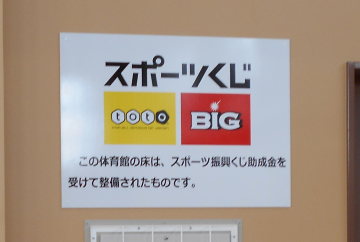 スポーツくじ
toto BIG
この体育館の床は、スポーツ振興くじ助成金を
受けて整備されたものです。